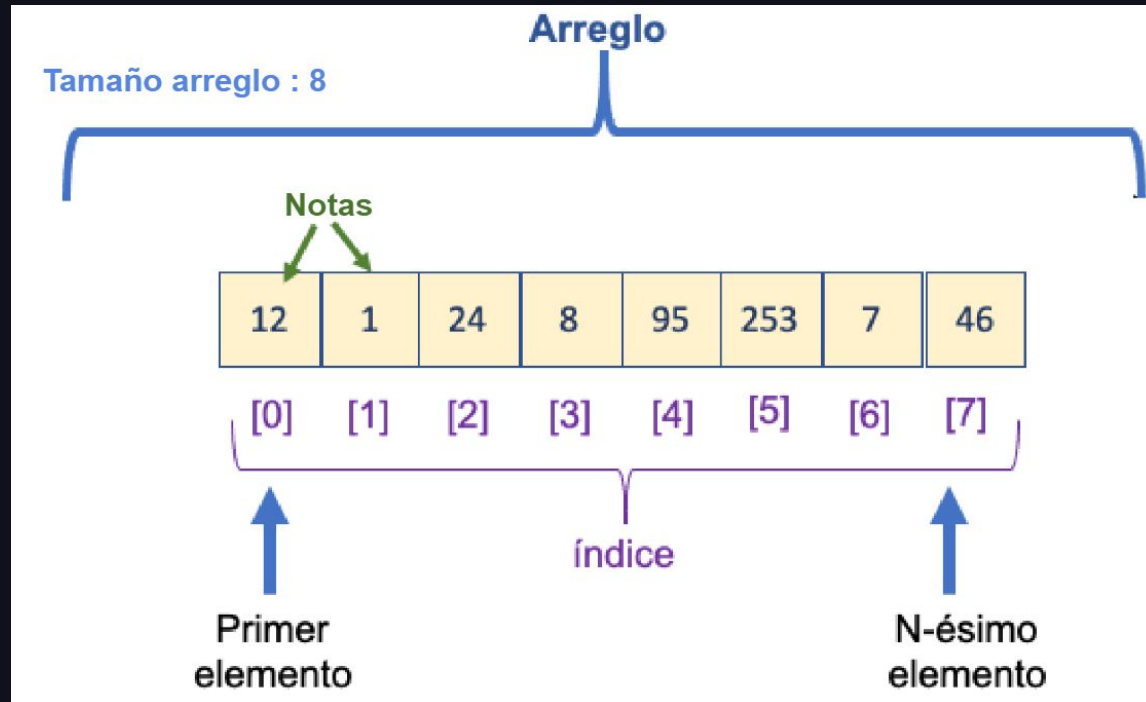 Arreglo
Tamaño arreglo : 8
Notas
12 1 24 8 95 253 7 46
[0] [1] [2] [3] [4] [5] [6] [7]
índice
Primer
elemento
N-ésimo
elemento